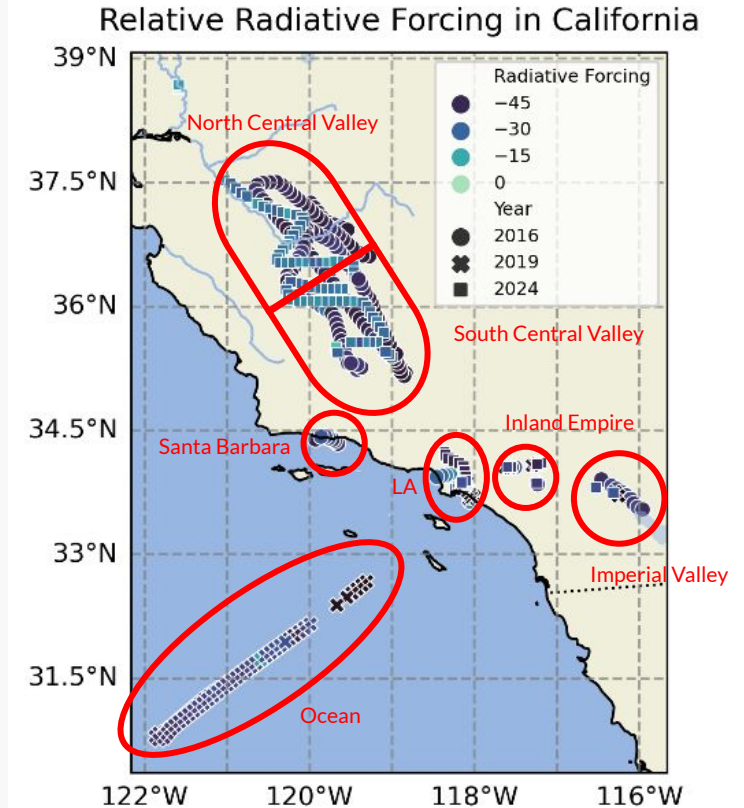 Relative Radiative Forcing in California
39°N
37.5°N
36°N
34.5°N
33°N
31.5°N
122°W
120°W
118°W
116°W
Radiative Forcing
−45
−30
−15
0
Year
2016
2019
2024
North Central Valley
South Central Valley
Inland Empire
Santa Barbara
LA
Imperial Valley
Ocean